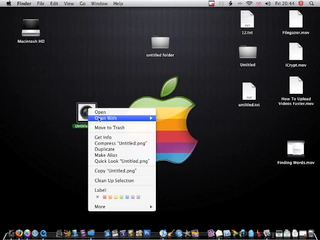 Finder File Edit View Go Window Help
Fri 20:44
Macintosh HD
untitled folder
12.txt
Filegazer.mov
Untitled
iCrypt.mov
untitled.txt
How To Upload
Videos Faster.mov
Finding Words.mov
Open
Open With
Move to Trash
Get Info
Compress "Untitled.png"
Duplicate
Make Alias
Quick Look "Untitled.png"
Copy "Untitled.png"
Clean Up Selection
Label
More